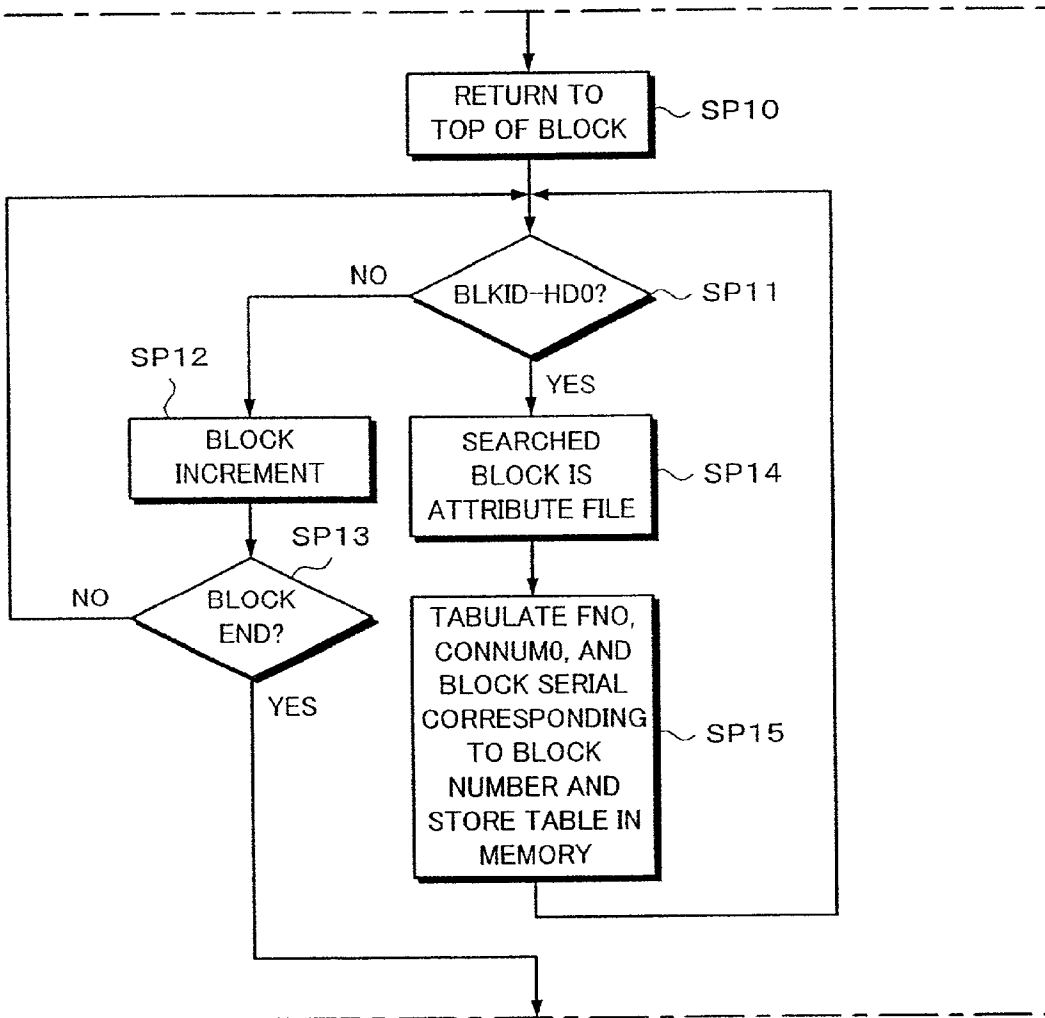 RETURN TO
TOP OF BLOCK
SP10
NO
BLKID-HD0?
SP11
YES
SP12
BLOCK
INCREMENT
SEARCHED
BLOCK IS
ATTRIBUTE FILE
SP14
SP13
NO
BLOCK
END?
YES
TABULATE FNO,
CONNUM0, AND
BLOCK SERIAL
CORRESPONDING
TO BLOCK
NUMBER AND
STORE TABLE IN
MEMORY
SP15